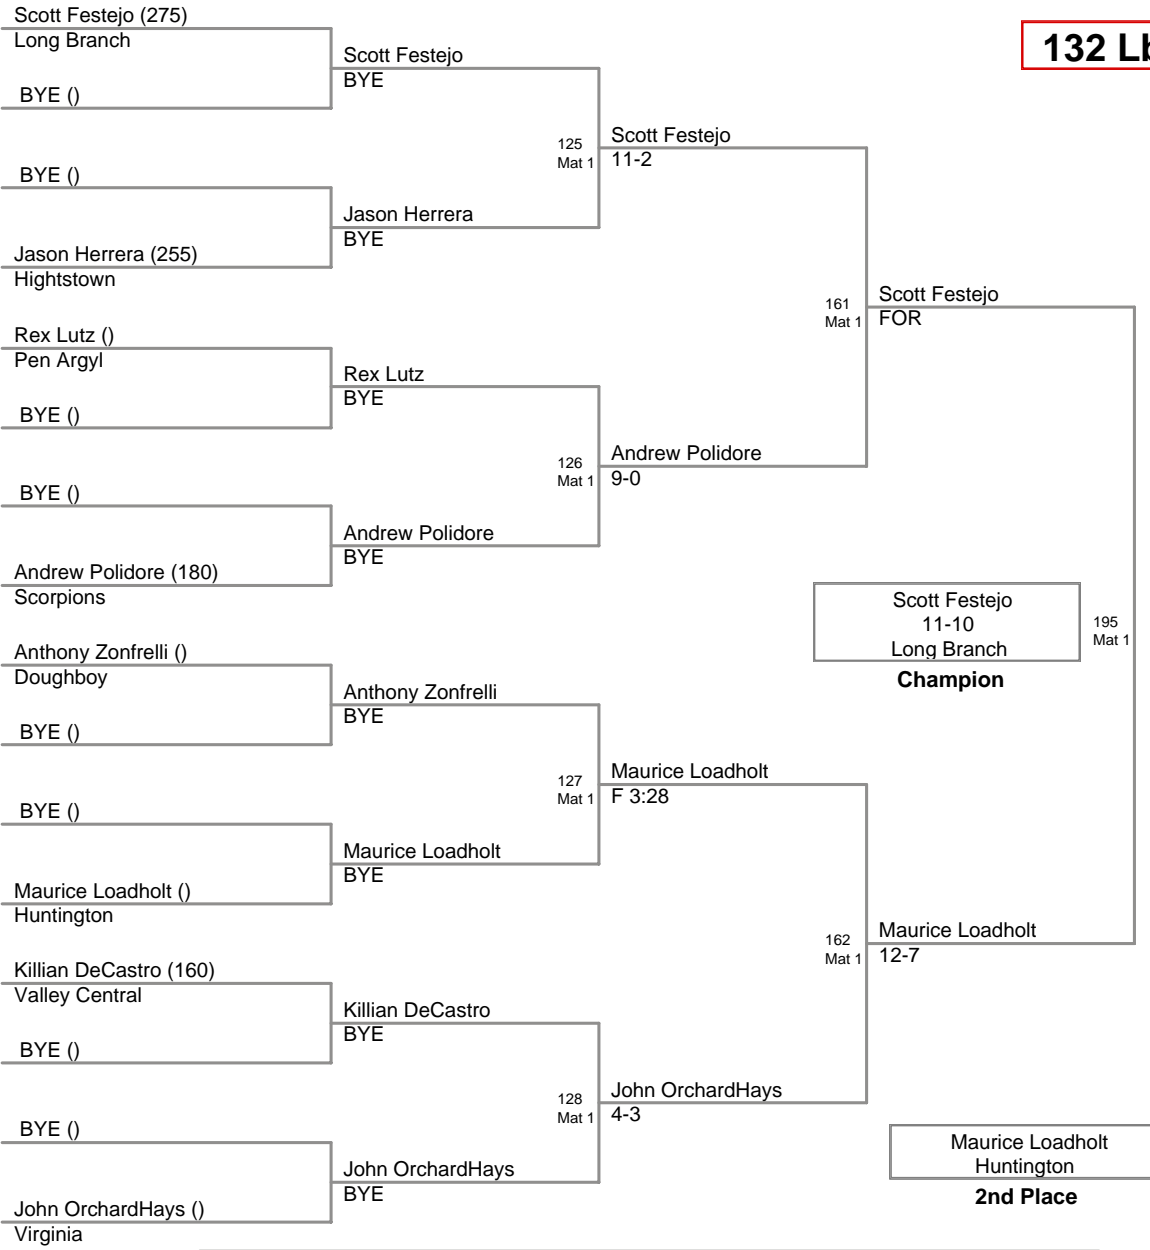 Scott Festejo (275)
Long Branch
BYE ()
BYE ()
Jason Herrera (255)
Hightstown
Rex Lutz ()
Pen Argyl
BYE ()
BYE ()
Andrew Polidore (180)
Scorpions
Anthony Zonfrelli ()
Doughboy
BYE ()
BYE ()
Maurice Loadholt ()
Huntington
Killian DeCastro (160)
Valley Central
BYE ()
BYE ()
John OrchardHays ()
Virginia
Scott Festejo
BYE
Jason Herrera
BYE
Rex Lutz
BYE
Andrew Polidore
BYE
Anthony Zonfrelli
BYE
Maurice Loadholt
BYE
Killian DeCastro
BYE
John OrchardHays
BYE
125
Mat 1
Scott Festejo
11-2
126
Mat 1
Andrew Polidore
9-0
127
Mat 1
Maurice Loadholt
F 3:28
128
Mat 1
John OrchardHays
4-3
161
Mat 1
Scott Festejo
FOR
162
Mat 1
Maurice Loadholt
12-7
132 Lb
195
Mat 1
Scott Festejo
11-10
Long Branch
Champion
Maurice Loadholt
Huntington
2nd Place